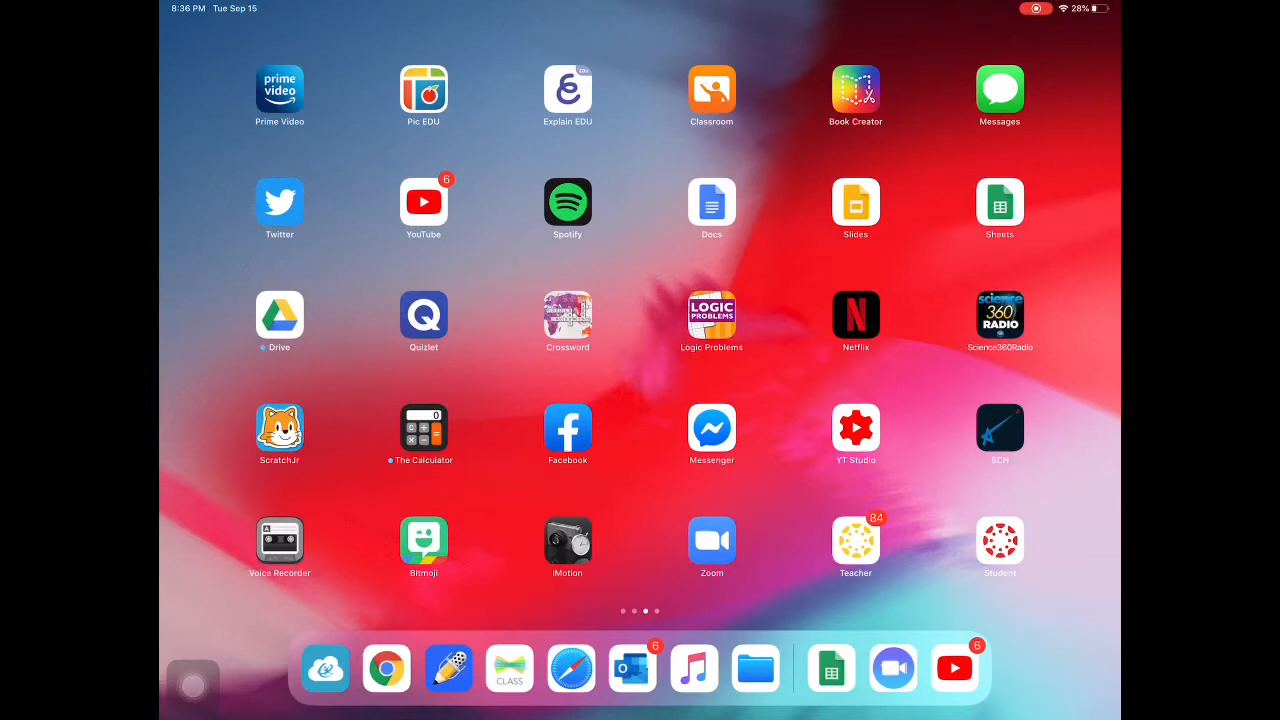 8:36 PM Tue Sep 15 28%
prime video EDU
Prime Video Pic EDU Explain EDU Classroom Book Creator Messages
6
Twitter YouTube Spotify Docs Slides Sheets
LOGIC PROBLEMS N science 360 RADIO
Drive Quizlet Crossword Logic Problems Netflix Science360Radio
0
ScratchJr The Calculator Facebook Messenger YT Studio SCH
A 84
Voice Recorder Bitmoji iMotion Zoom Teacher Student
6 6
CLASS